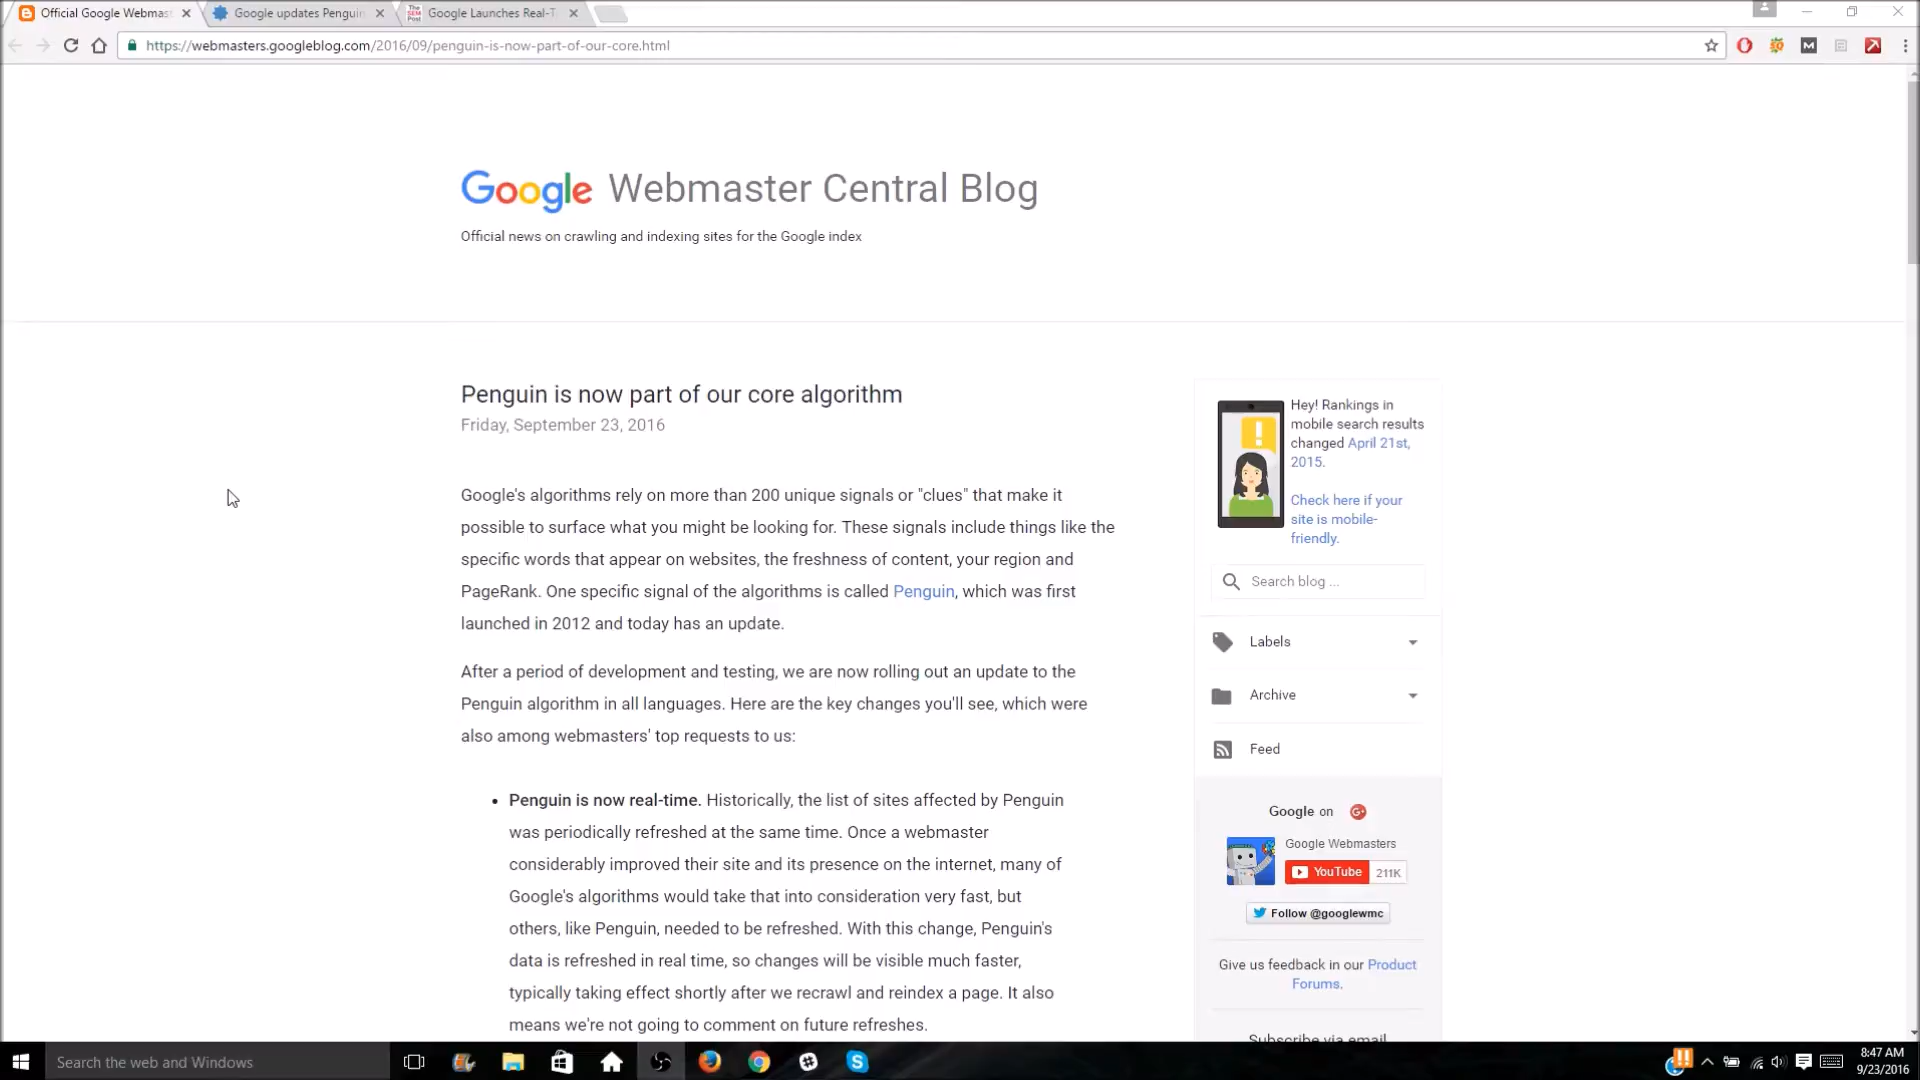 Official Google Webmast
Google updates Penguin
The SEM Post
Google Launches Real-T
https://webmasters.googleblog.com/2016/09/penguin-is-now-part-of-our-core.html
Google Webmaster Central Blog
Official news on crawling and indexing sites for the Google index
Penguin is now part of our core algorithm
Friday, September 23, 2016
Google's algorithms rely on more than 200 unique signals or "clues" that make it
possible to surface what you might be looking for. These signals include things like the
specific words that appear on websites, the freshness of content, your region and
PageRank. One specific signal of the algorithms is called Penguin, which was first
launched in 2012 and today has an update.
After a period of development and testing, we are now rolling out an update to the
Penguin algorithm in all languages. Here are the key changes you'll see, which were
also among webmasters' top requests to us:
• Penguin is now real-time. Historically, the list of sites affected by Penguin
was periodically refreshed at the same time. Once a webmaster
considerably improved their site and its presence on the internet, many of
Google's algorithms would take that into consideration very fast, but
others, like Penguin, needed to be refreshed. With this change, Penguin's
data is refreshed in real time, so changes will be visible much faster,
typically taking effect shortly after we recrawl and reindex a page. It also
means we're not going to comment on future refreshes.
Hey! Rankings in
mobile search results
changed April 21st,
2015.
Check here if your
site is mobile-
friendly.
Search blog ...
Labels
Archive
Feed
Google on G+
Google Webmasters
YouTube 211K
Follow @googlewmc
Give us feedback in our Product
Forums.
Subscribe via email
Search the web and Windows
8:47 AM
9/23/2016